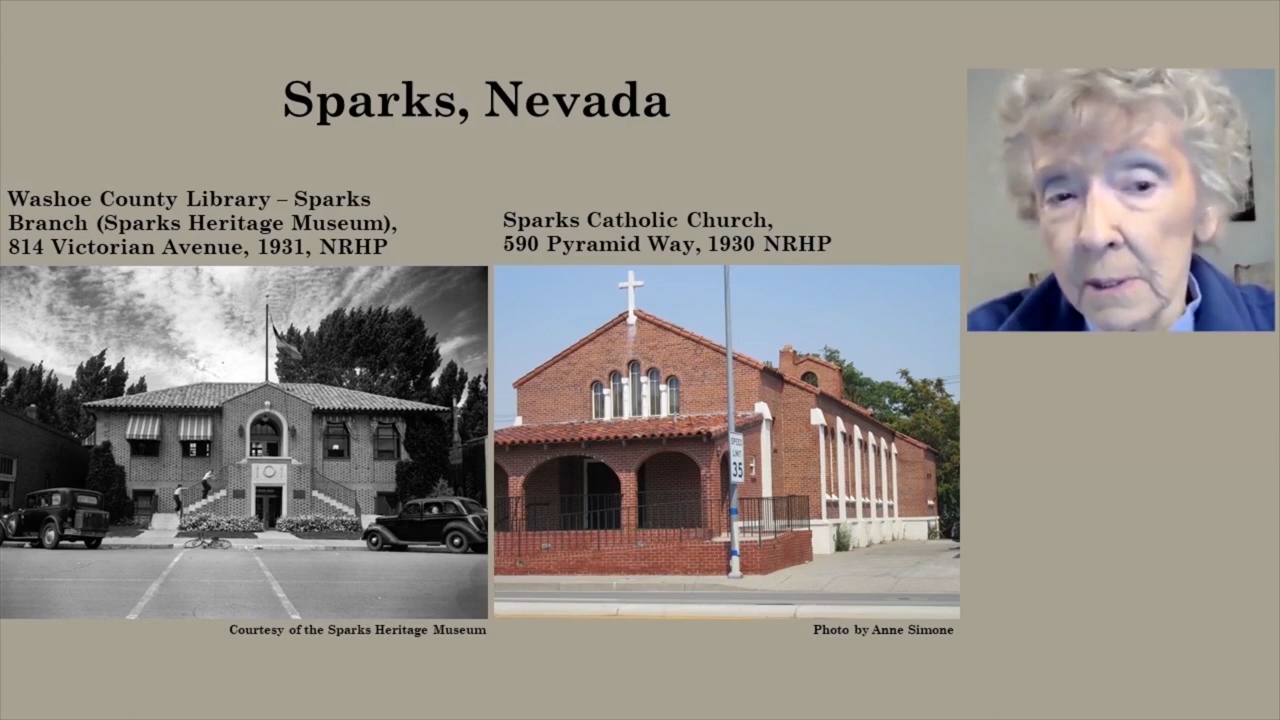 Sparks, Nevada
Washoe County Library – Sparks
Branch (Sparks Heritage Museum),
814 Victorian Avenue, 1931, NRHP
Sparks Catholic Church,
590 Pyramid Way, 1930 NRHP
SPEED
LIMIT
35
Courtesy of the Sparks Heritage Museum
Photo by Anne Simone